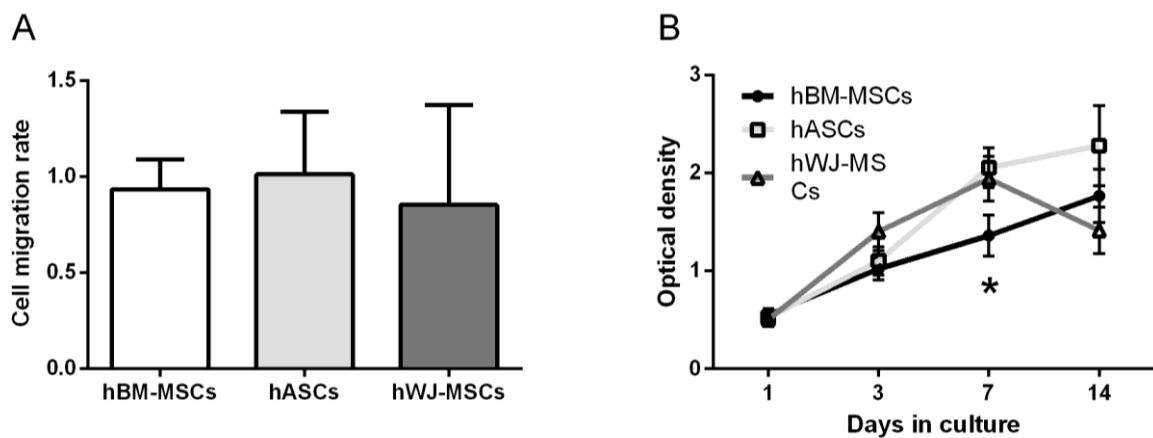 A
Cell migration rate
1.5
1.0
0.5
0.0
hBM-MSCs hASCs hWJ-MSCs
B
Optical density
3
2
1
0
hBM-MSCs
hASCs
hWJ-MS
Cs
*
1 3 7 14
Days in culture